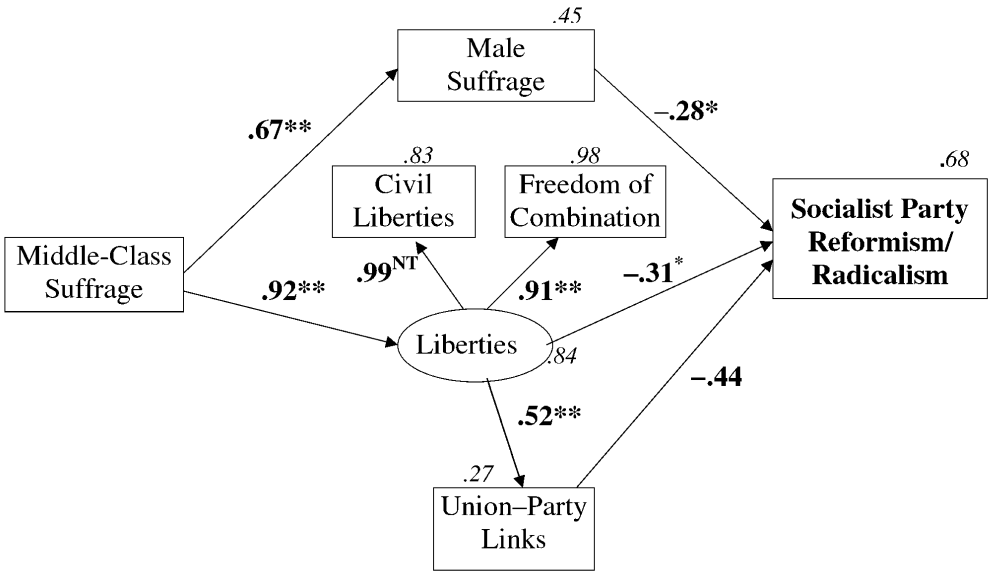 .45
Male
Suffrage
.67**
–.28*
.83
Civil
Liberties
.98
Freedom of
Combination
.68
Socialist Party
Reformism/
Radicalism
Middle-Class
Suffrage
.92**
.99NT
.91**
–.31*
Liberties
.84
.52**
–.44
.27
Union–Party
Links